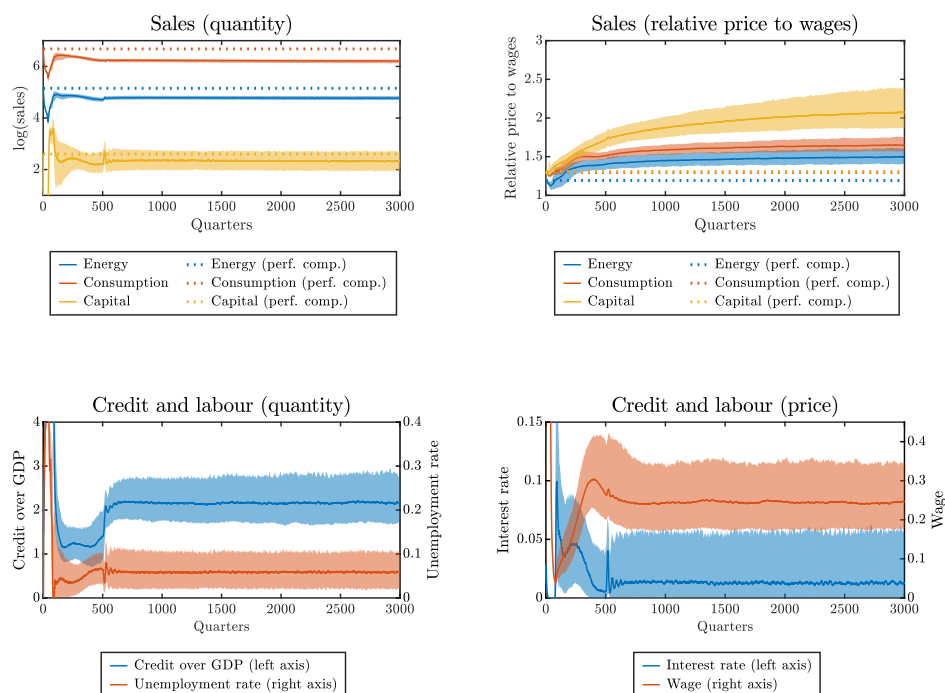 Sales (quantity)
log(sales)
6
4
2
0 500 1000 1500 2000 2500 3000
Quarters
Energy
Consumption
Capital
Energy (perf. comp.)
Consumption (perf. comp.)
Capital (perf. comp.)
Sales (relative price to wages)
Relative price to wages
3
2.5
2
1.5
1
0 500 1000 1500 2000 2500 3000
Quarters
Energy
Consumption
Capital
Energy (perf. comp.)
Consumption (perf. comp.)
Capital (perf. comp.)
Credit and labour (quantity)
Credit over GDP
4
3
2
1
0
0.4
0.3
0.2
0.1
0
Unemployment rate
0 500 1000 1500 2000 2500 3000
Quarters
Credit over GDP (left axis)
Unemployment rate (right axis)
Credit and labour (price)
Interest rate
0.15
0.1
0.05
0
0.4
0.3
0.2
0.1
0
Wage
0 500 1000 1500 2000 2500 3000
Quarters
Interest rate (left axis)
Wage (right axis)